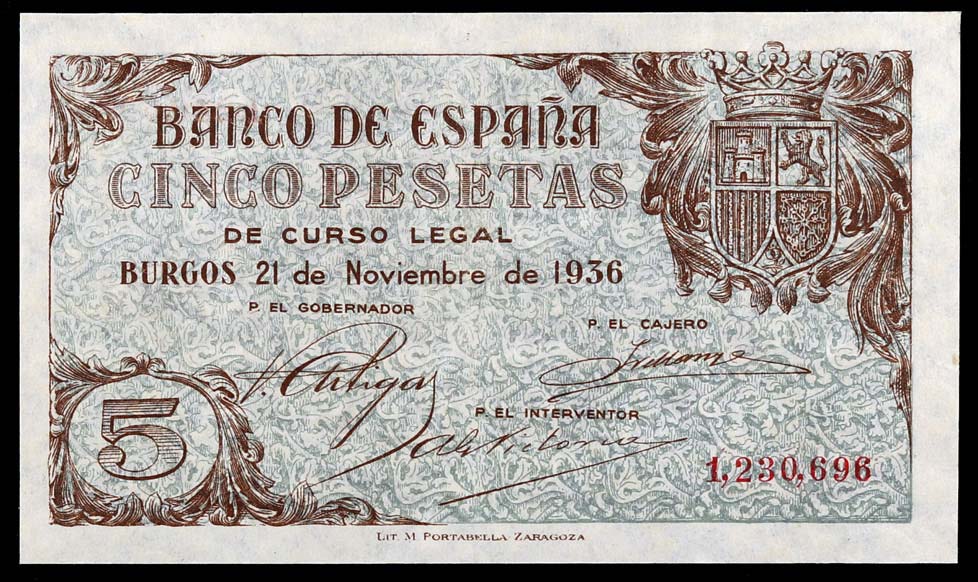 BANCO DE ESPAÑA
CINCO PESETAS
DE CURSO LEGAL
BURGOS 21 de Noviembre de 1936
P. EL GOBERNADOR
P. EL CAJERO
P. EL INTERVENTOR
5
1,230,696
LIT. M. PORTABELLA ZARAGOZA